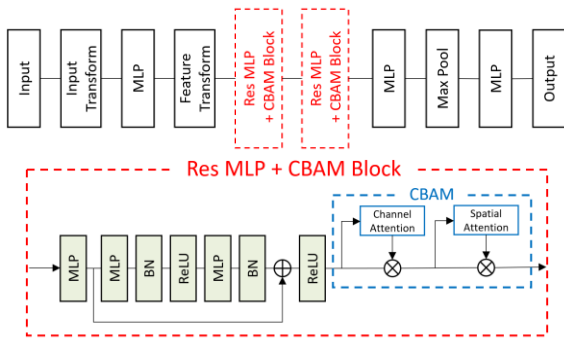 Input
Input
Transform
MLP
Feature
Transform
Res MLP
+ CBAM Block
Res MLP
+ CBAM Block
MLP
Max Pool
MLP
Output
Res MLP + CBAM Block
CBAM
Channel
Attention
Spatial
Attention
MLP
MLP
BN
ReLU
MLP
BN
ReLU